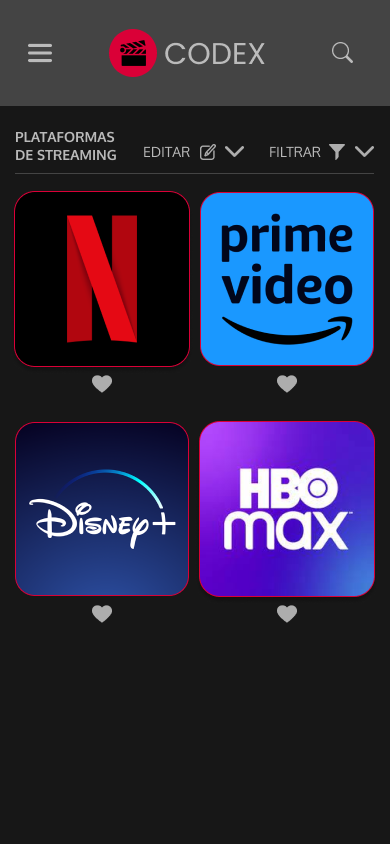 CODEX
PLATAFORMAS
DE STREAMING
EDITAR
FILTRAR
N
prime
video
Disney+
HBO
max